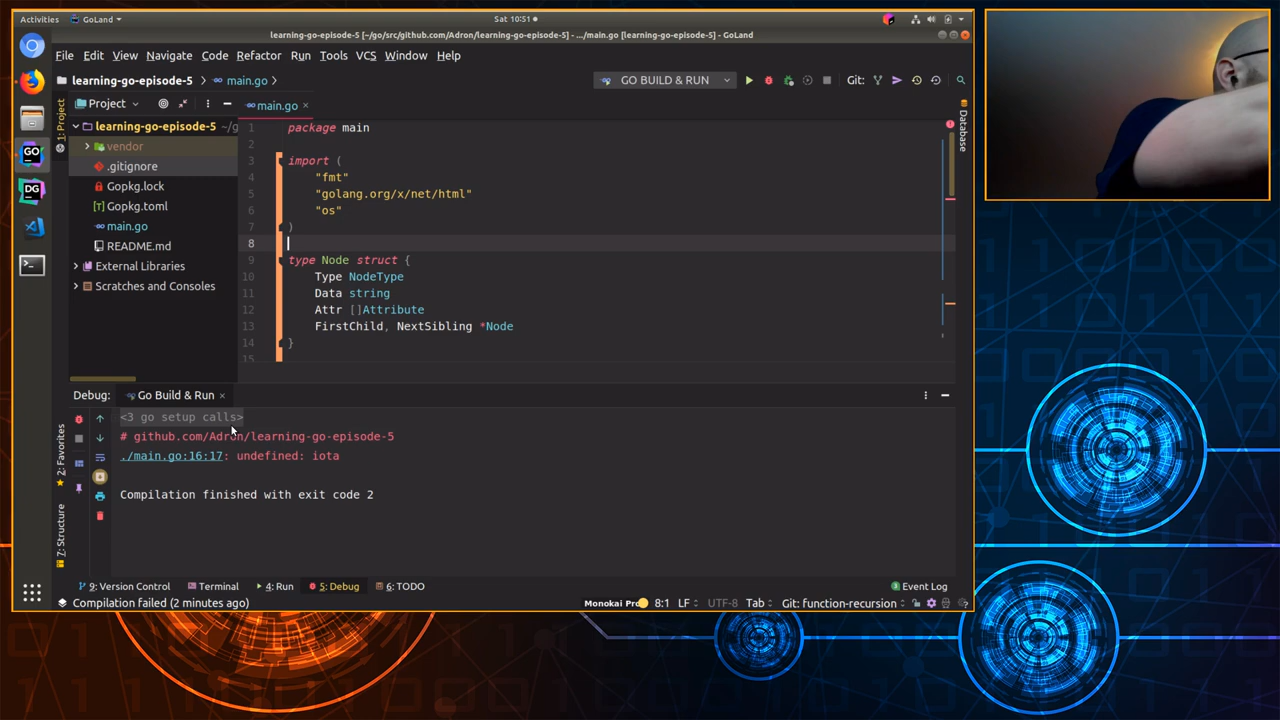 Activities GoLand Sat 10:51
learning-go-episode-5 [~/go/src/github.com/Adron/learning-go-episode-5] - .../main.go [learning-go-episode-5] - GoLand
File Edit View Navigate Code Refactor Run Tools VCS Window Help
learning-go-episode-5 main.go GO BUILD & RUN Git:
1: Project
Project
main.go
Database
learning-go-episode-5 ~/g
vendor
.gitignore
Gopkg.lock
Gopkg.toml
main.go
README.md
External Libraries
Scratches and Consoles
1 package main
2
3 import (
4 "fmt"
5 "golang.org/x/net/html"
6 "os"
7 )
8
9 type Node struct {
10 Type NodeType
11 Data string
12 Attr []Attribute
13 FirstChild, NextSibling *Node
14 }
15
GO
DG
Debug: Go Build & Run
<3 go setup calls>
# github.com/Adron/learning-go-episode-5
./main.go:16:17: undefined: iota
Compilation finished with exit code 2
2: Favorites
7: Structure
9: Version Control Terminal 4: Run 5: Debug 6: TODO Event Log
Compilation failed (2 minutes ago) Monokai Pro 8:1 LF UTF-8 Tab Git: function-recursion